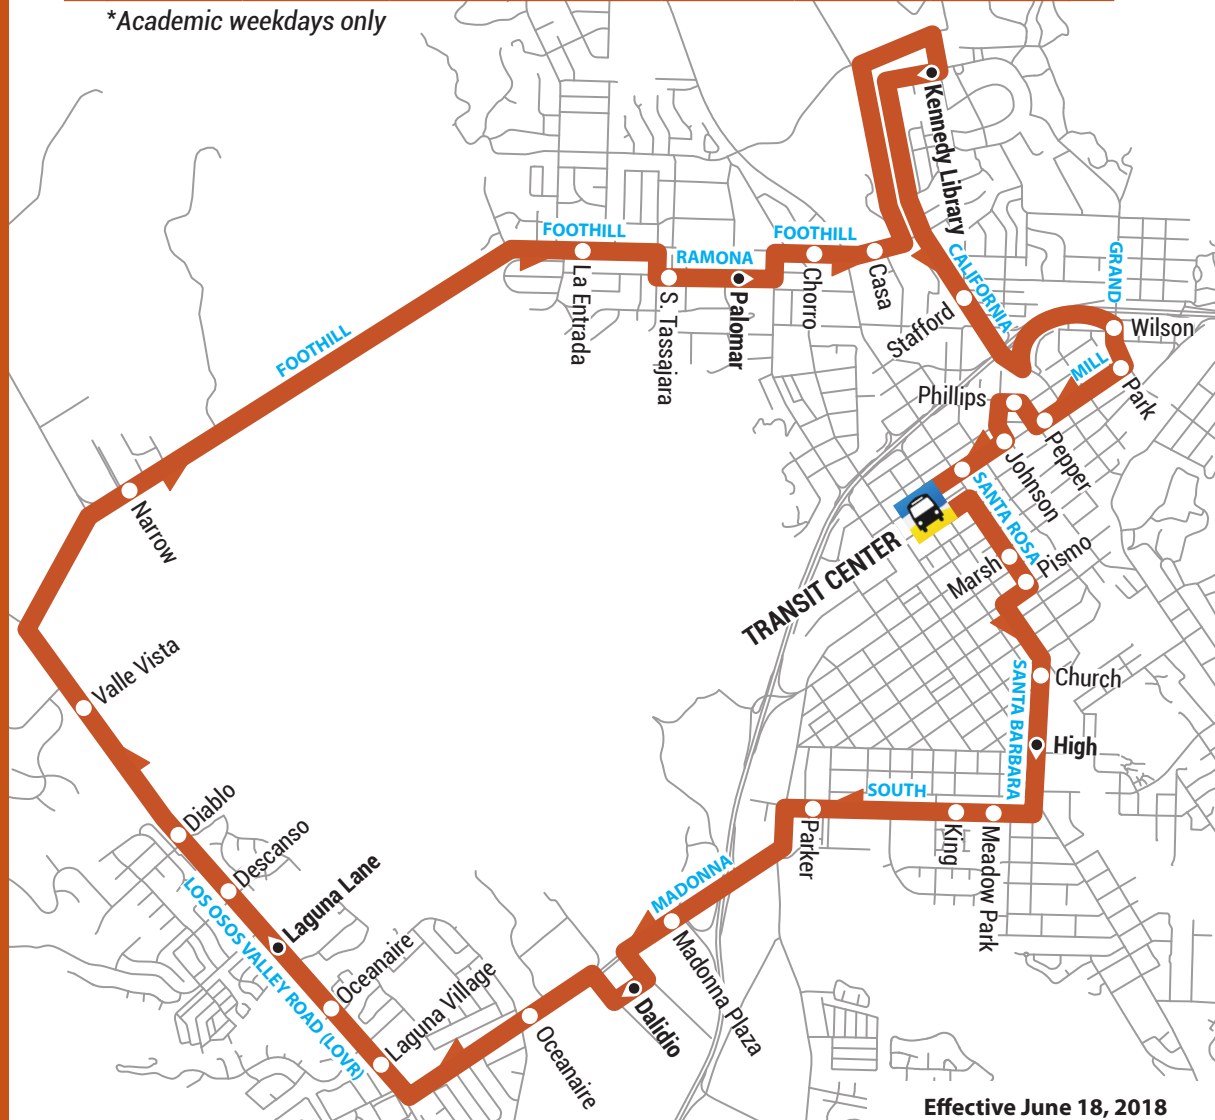 *Academic weekdays only
Kennedy Library
FOOTHILL
RAMONA
FOOTHILL
La Entrada
S. Tassajara
Palomar
Chorro
Casa
CALIFORNIA
GRAND
Stafford
Wilson
MILL
Park
Phillips
Pepper
Johnson
SANTA ROSA
TRANSIT CENTER
Marsh
Pismo
FOOTHILL
Narrow
Valle Vista
Church
SANTA BARBARA
High
SOUTH
Parker
King
Meadow Park
MADONNA
Madonna Plaza
Dalidio
Oceanaire
Diablo
Descanso
Laguna Lane
Oceanaire
Laguna Village
LOS OSOS VALLEY ROAD (LOVR)
Effective June 18, 2018